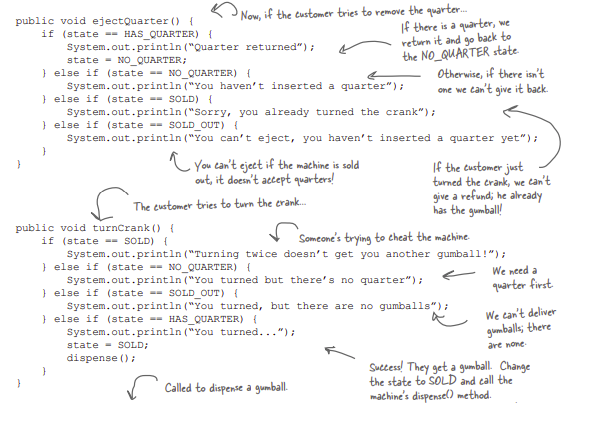 Now, if the customer tries to remove the quarter...
public void ejectQuarter() {
if (state == HAS_QUARTER) {
System.out.println(“Quarter returned”);
state = NO_QUARTER;
} else if (state == NO_QUARTER) {
System.out.println(“You haven’t inserted a quarter”);
} else if (state == SOLD) {
System.out.println(“Sorry, you already turned the crank”);
} else if (state == SOLD_OUT) {
System.out.println(“You can’t eject, you haven’t inserted a quarter yet”);
}
}
If there is a quarter, we
return it and go back to
the NO_QUARTER state.
Otherwise, if there isn’t
one we can’t give it back.
You can’t eject if the machine is sold
out, it doesn’t accept quarters!
If the customer just
turned the crank, we can’t
give a refund; he already
has the gumball!
The customer tries to turn the crank...
public void turnCrank() {
if (state == SOLD) {
System.out.println(“Turning twice doesn’t get you another gumball!”);
} else if (state == NO_QUARTER) {
System.out.println(“You turned but there’s no quarter”);
} else if (state == SOLD_OUT) {
System.out.println(“You turned, but there are no gumballs”);
} else if (state == HAS_QUARTER) {
System.out.println(“You turned...”);
state = SOLD;
dispense();
}
}
Someone’s trying to cheat the machine.
We need a
quarter first.
We can’t deliver
gumballs; there
are none.
Success! They get a gumball. Change
the state to SOLD and call the
machine’s dispense() method.
Called to dispense a gumball.